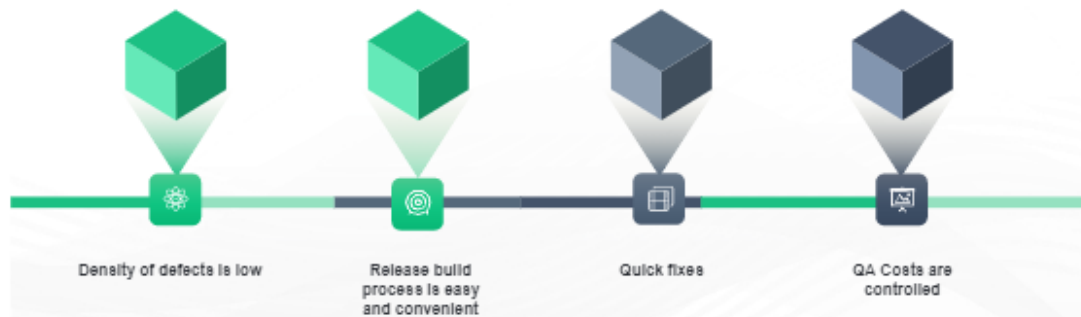 Density of defects is low
Release build
process is easy
and convenient
Quick fixes
QA Costs are
controlled